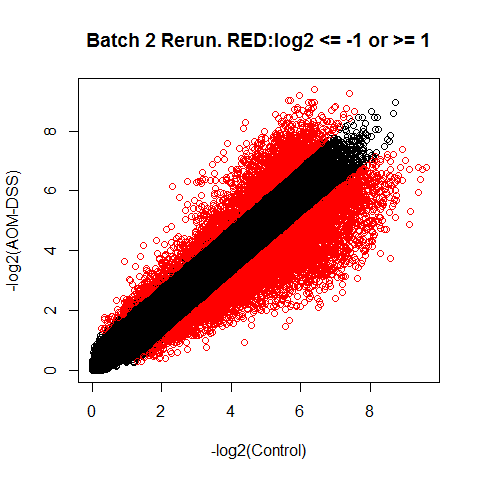 Batch 2 Rerun. RED:log2 <= -1 or >= 1
-log2(AOM-DSS)
8
6
4
2
0
0 2 4 6 8
-log2(Control)